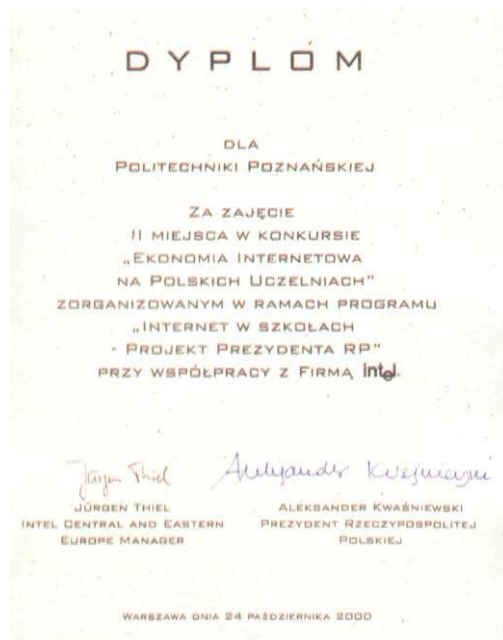 DYPLOM
DLA
POLITECHNIKI POZNAŃSKIEJ
ZA ZAJĘCIE
II MIEJSCA W KONKURSIE
„EKONOMIA INTERNETOWA
NA POLSKICH UCZELNIACH”
ZORGANIZOWANYM W RAMACH PROGRAMU
„INTERNET W SZKOŁACH
- PROJEKT PREZYDENTA RP”
PRZY WSPÓŁPRACY Z FIRMĄ intel.
Jürgen Thiel Aleksander Kwaśniewski
JÜRGEN THIEL
INTEL CENTRAL AND EASTERN
EUROPE MANAGER
ALEKSANDER KWAŚNIEWSKI
PREZYDENT RZECZYPOSPOLITEJ
POLSKIEJ
WARSZAWA DNIA 24 PAŹDZIERNIKA 2000